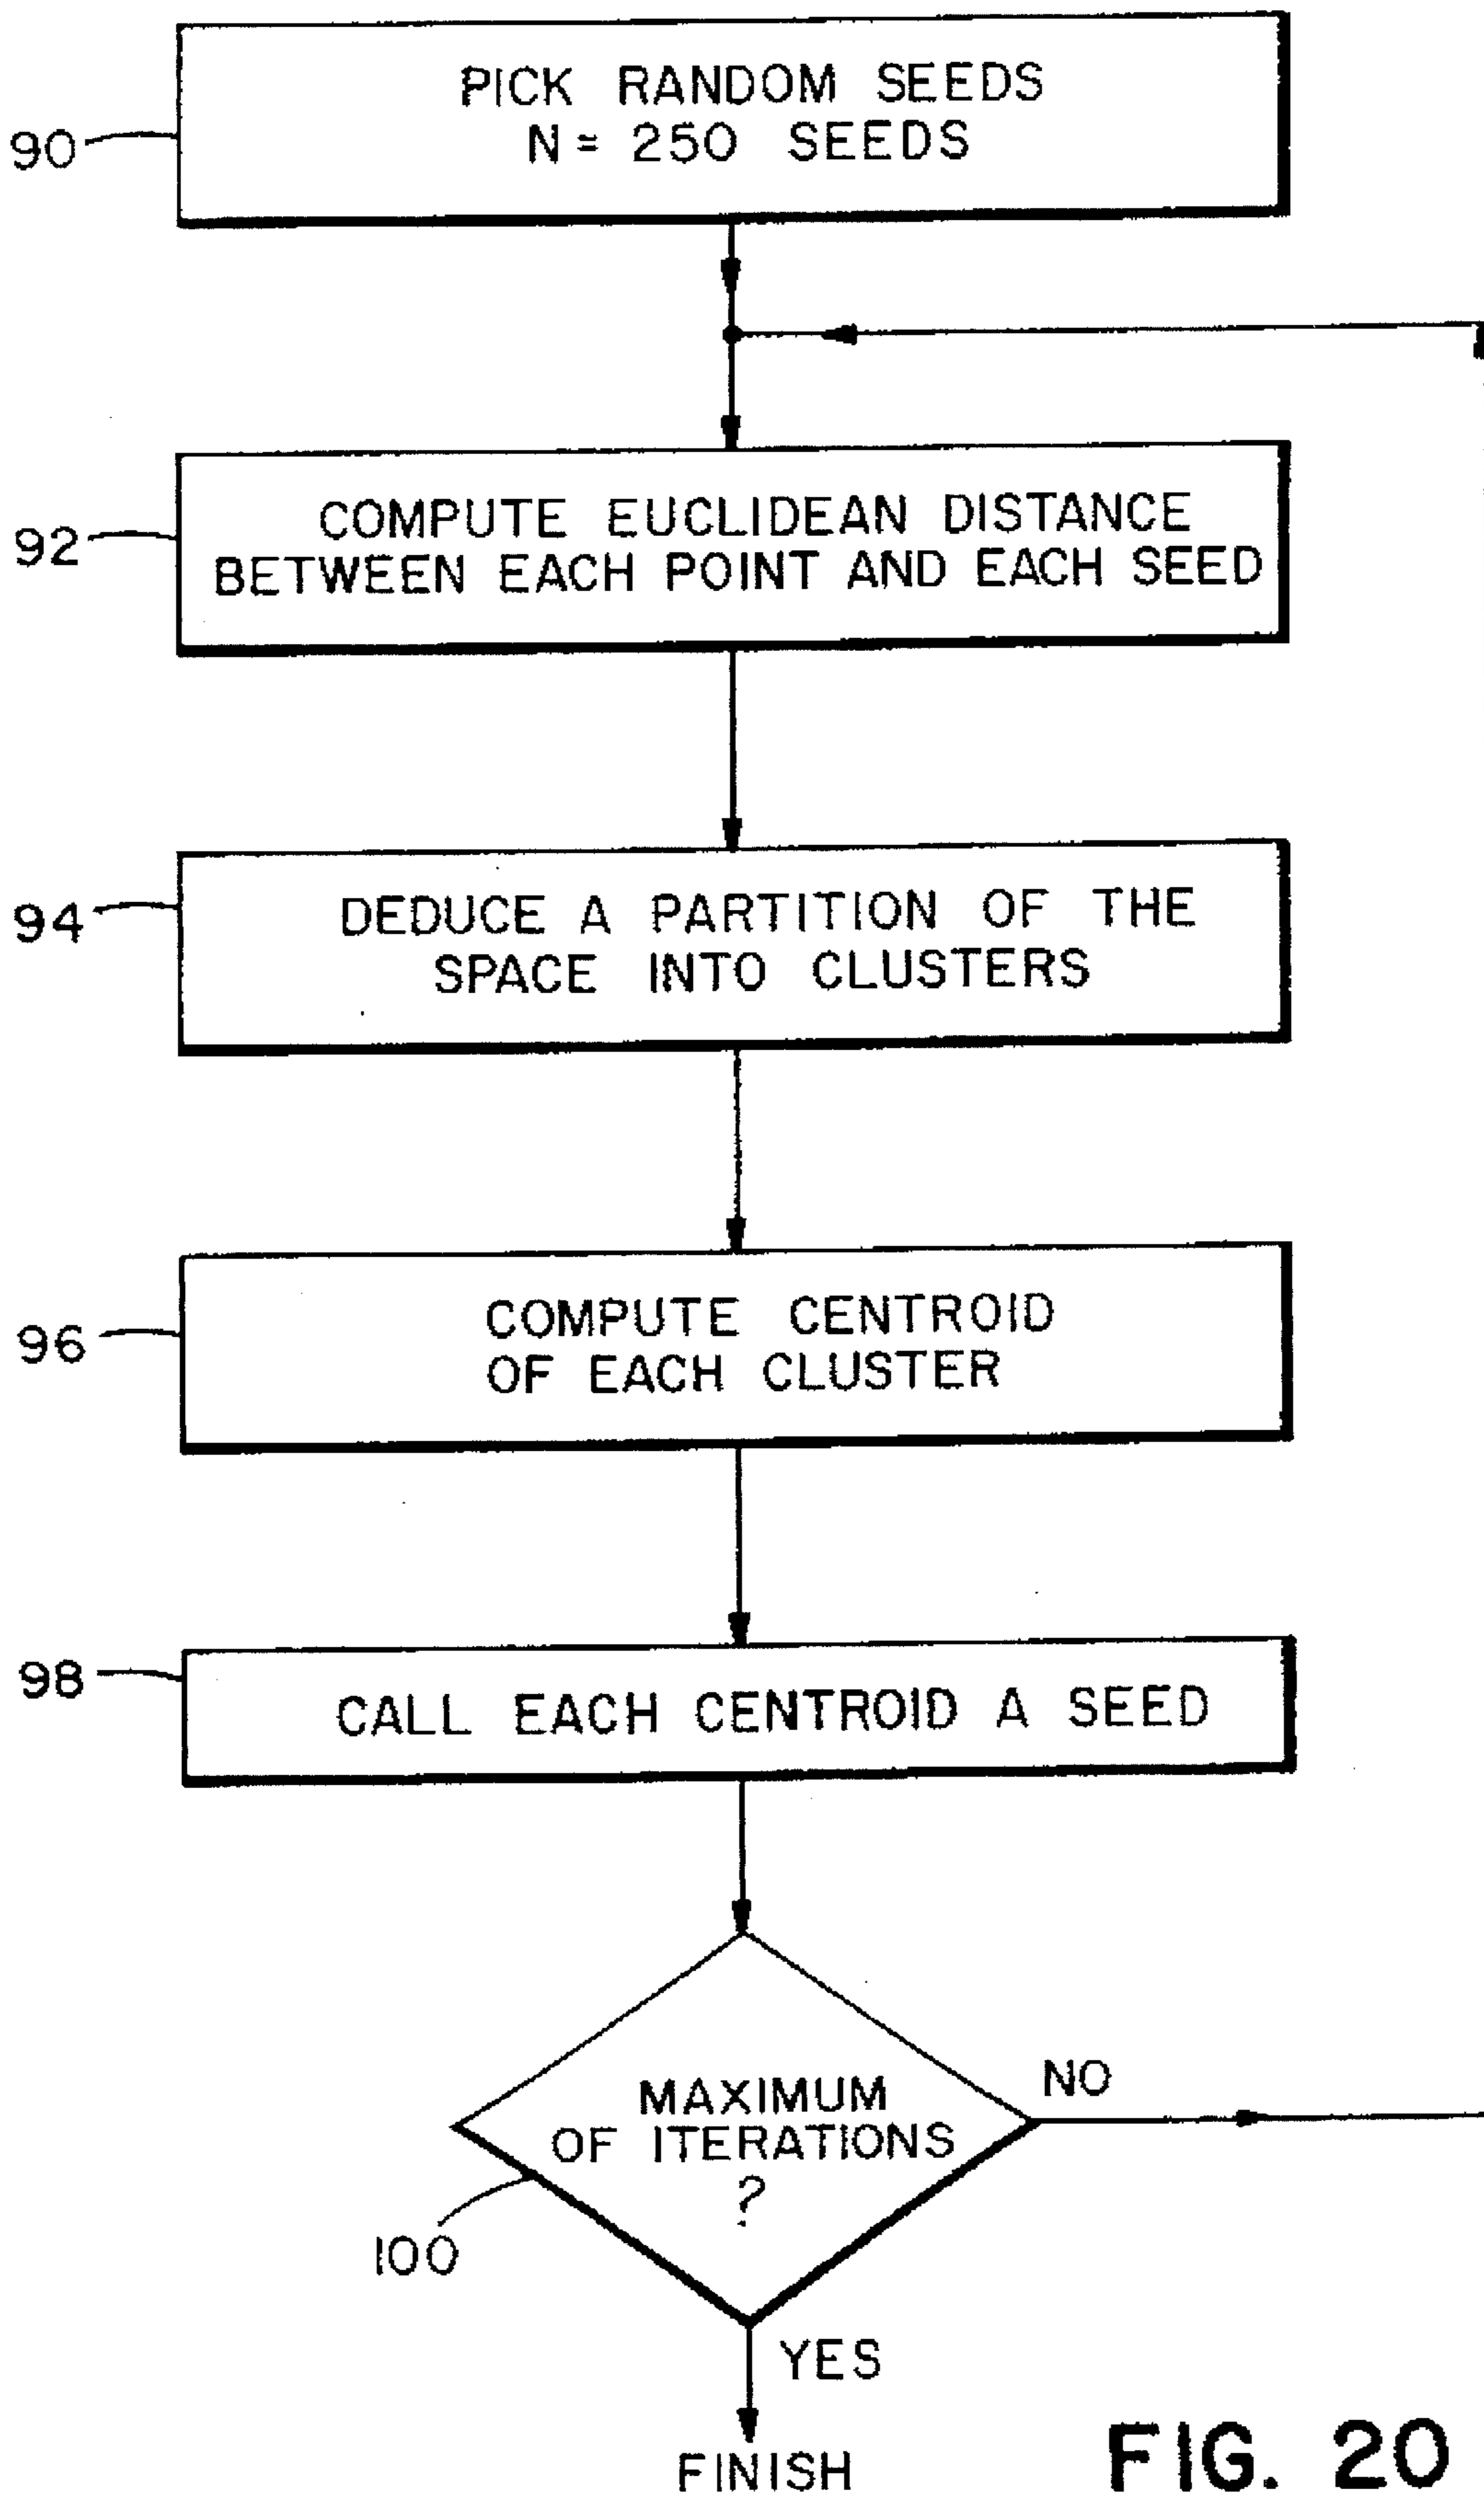 PICK RANDOM SEEDS
N = 250 SEEDS
90
COMPUTE EUCLIDEAN DISTANCE
BETWEEN EACH POINT AND EACH SEED
92
DEDUCE A PARTITION OF THE
SPACE INTO CLUSTERS
94
COMPUTE CENTROID
OF EACH CLUSTER
96
CALL EACH CENTROID A SEED
98
MAXIMUM
OF ITERATIONS
?
NO
100
YES
FINISH
FIG. 20